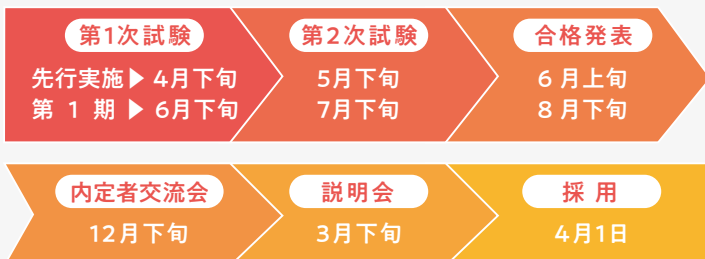 第1次試験
先行実施▶4月下旬
第1期▶6月下旬
第2次試験
5月下旬
7月下旬
合格発表
6月上旬
8月下旬
内定者交流会
12月下旬
説明会
3月下旬
採用
4月1日